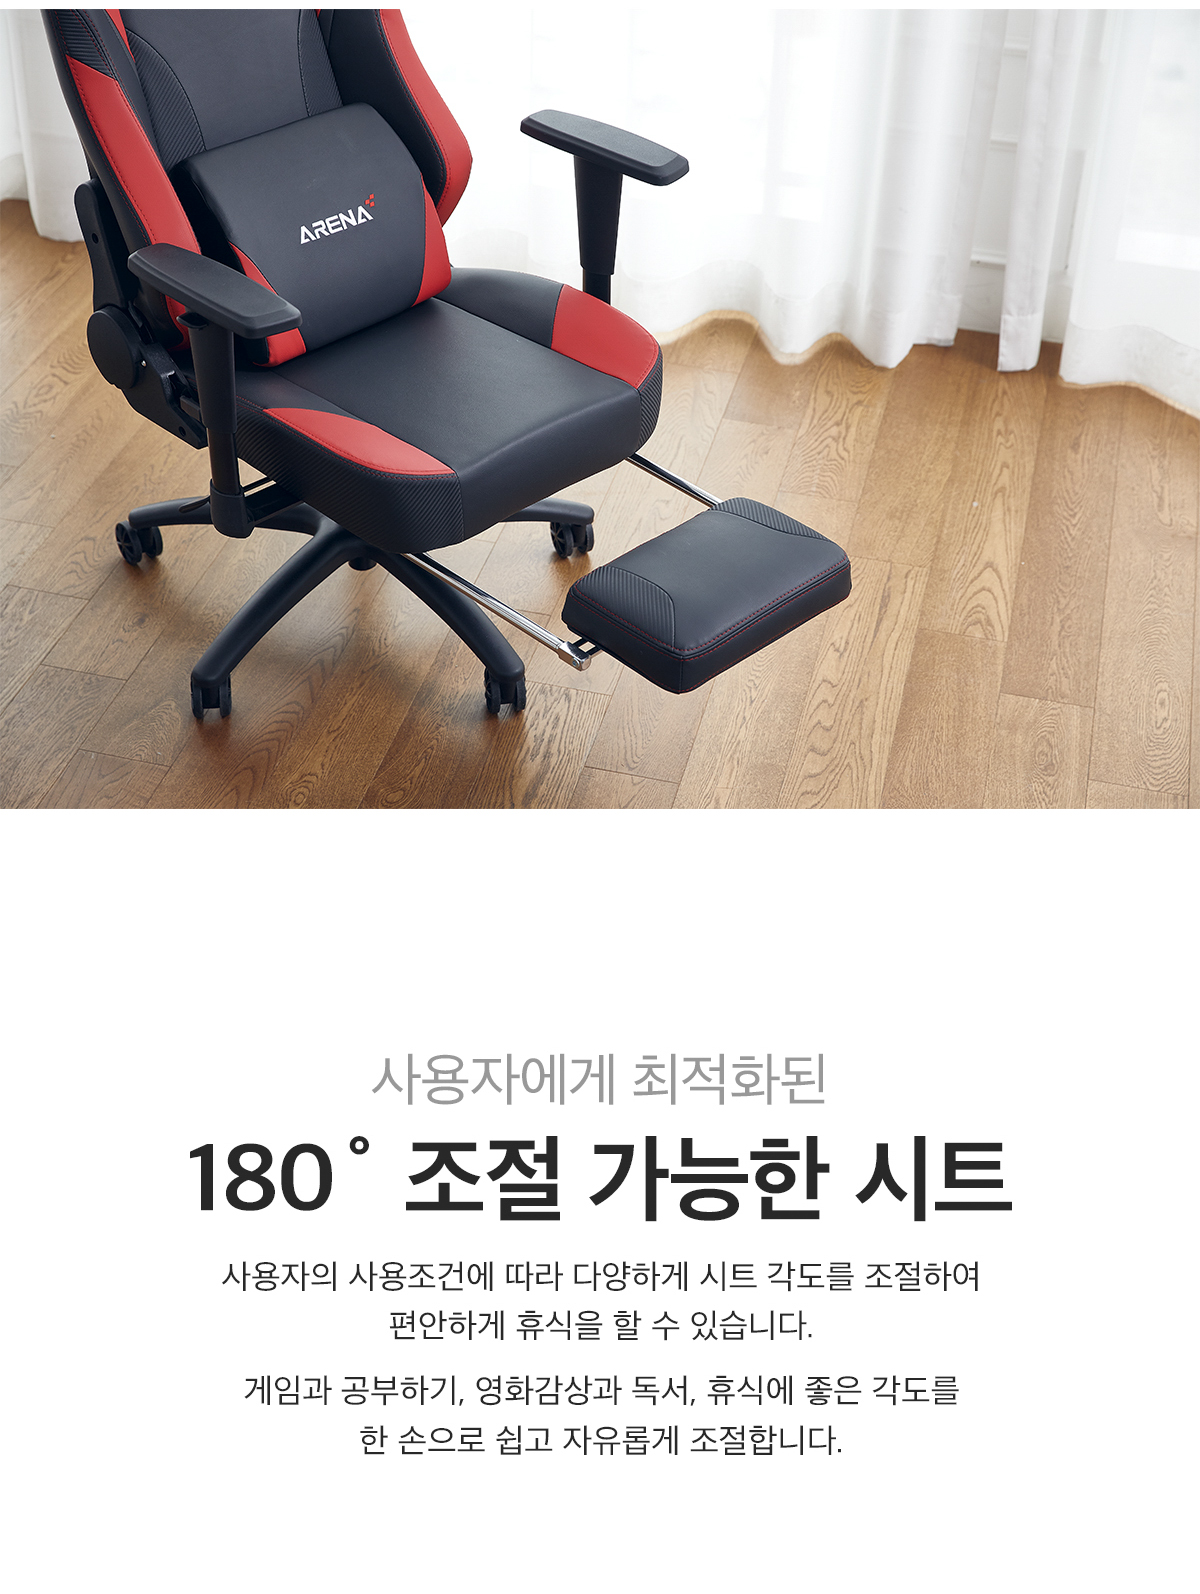 ARENA
사용자에게 최적화된
180° 조절 가능한 시트
사용자의 사용조건에 따라 다양하게 시트 각도를 조절하여
편안하게 휴식을 할 수 있습니다.
게임과 공부하기, 영화감상과 독서, 휴식에 좋은 각도를
한 손으로 쉽고 자유롭게 조절합니다.